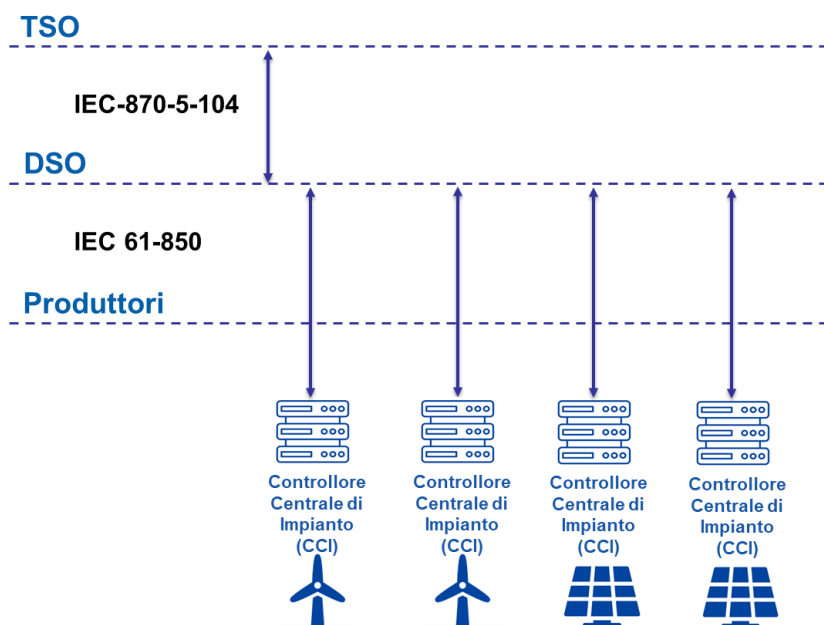 TSO
IEC-870-5-104
DSO
IEC 61-850
Produttori
Controllore
Centrale di
Impianto
(CCI)
Controllore
Centrale di
Impianto
(CCI)
Controllore
Centrale di
Impianto
(CCI)
Controllore
Centrale di
Impianto
(CCI)